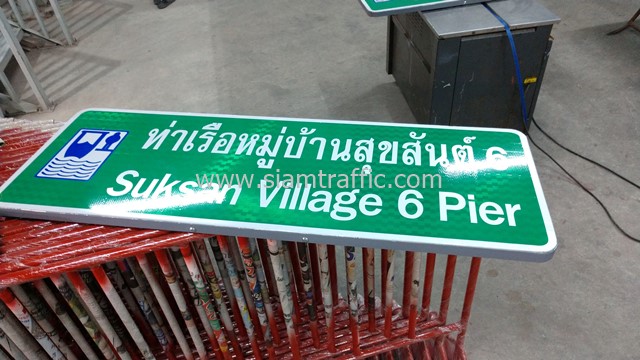 ท่าเรือหมู่บ้านสุขสันต์ 6
www.siamtraffic.com
Suksan Village 6 Pier